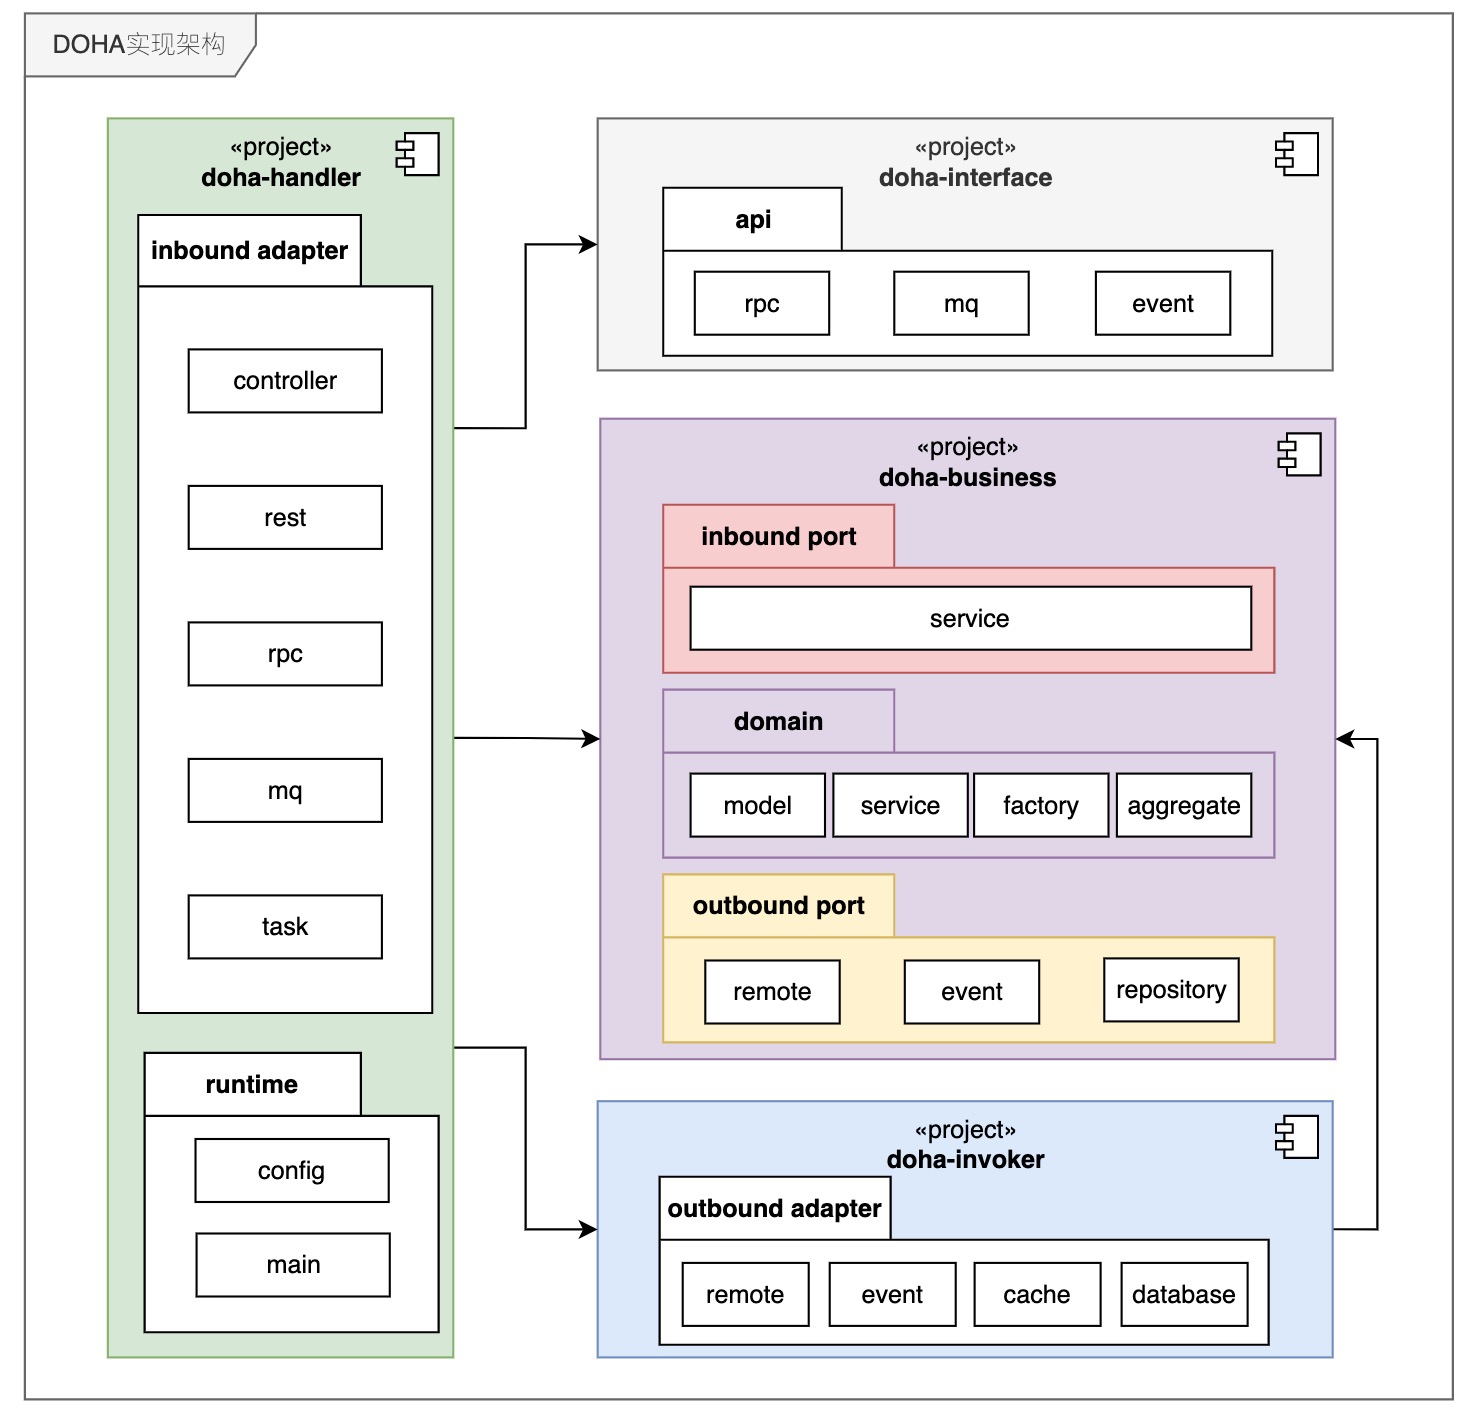 DOHA实现架构
«project»
doha-handler
inbound adapter
controller
rest
rpc
mq
task
runtime
config
main
«project»
doha-interface
api
rpc
mq
event
«project»
doha-business
inbound port
service
domain
model
service
factory
aggregate
outbound port
remote
event
repository
«project»
doha-invoker
outbound adapter
remote
event
cache
database